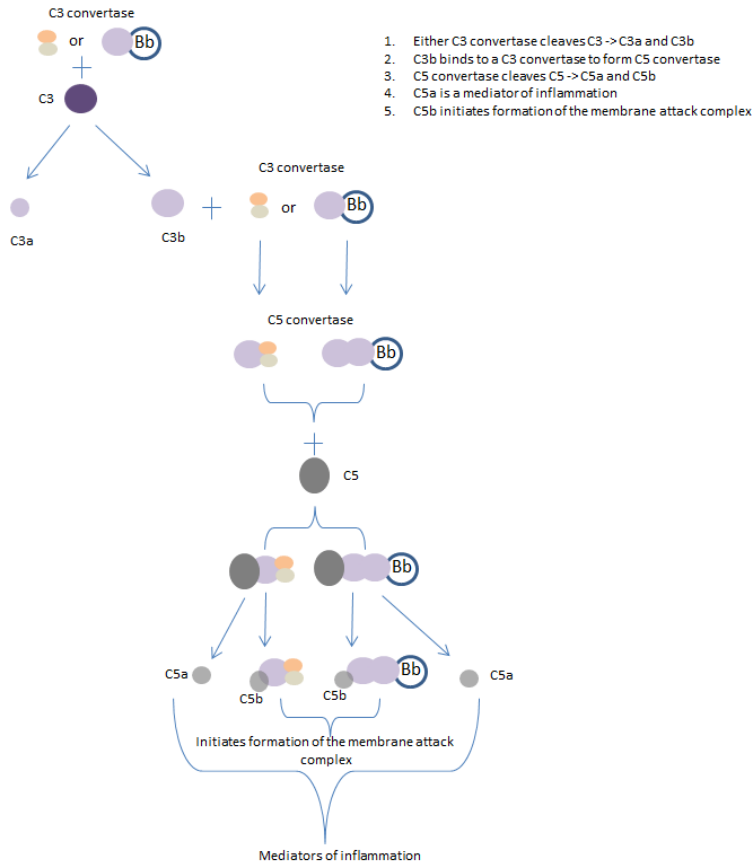 C3 convertase
or
Bb
C3
1. Either C3 convertase cleaves C3 ->C3a and C3b
2. C3b binds to a C3 convertase to form C5 convertase
3. C5 convertase cleaves C5 ->C5a and C5b
4. C5a is a mediator of inflammation
5. C5b initiates formation of the membrane attack complex
C3 convertase
C3a
C3b
or
Bb
C5 convertase
Bb
C5
Bb
C5a
C5b
C5b
Bb
C5a
Initiates formation of the membrane attack
complex
Mediators of inflammation